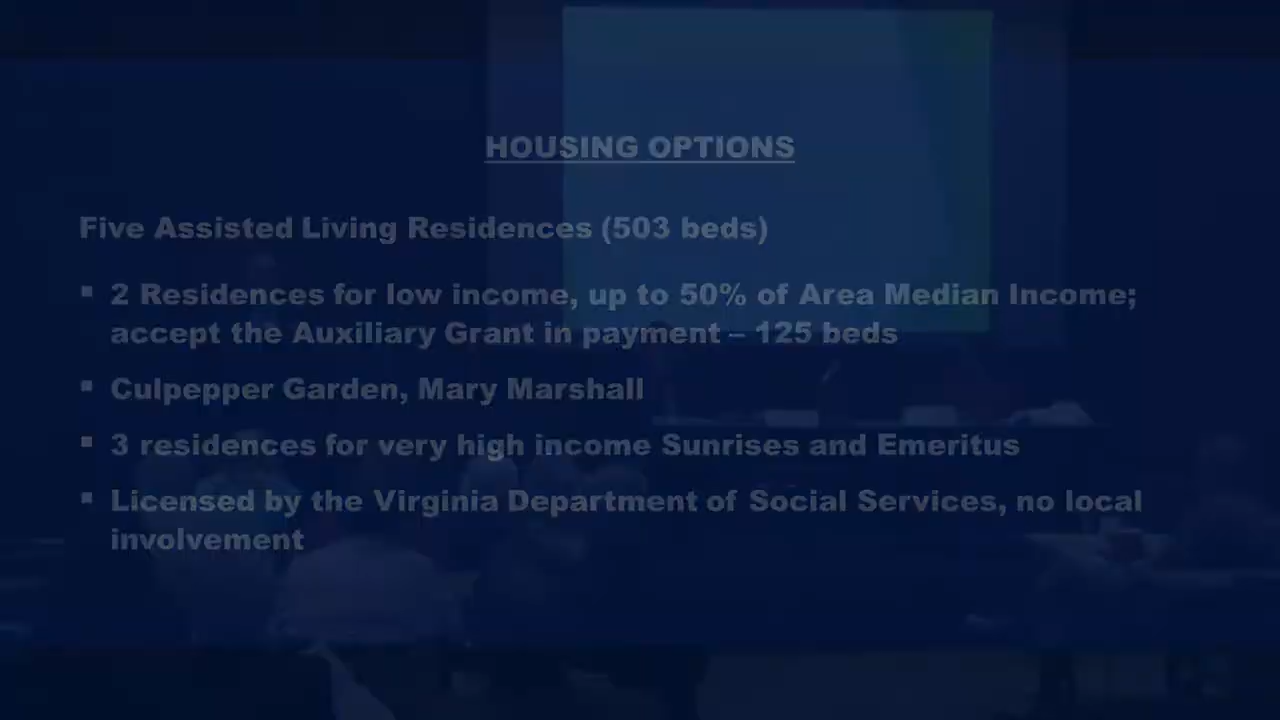 HOUSING OPTIONS
Five Assisted Living Residences (503 beds)
▪ 2 Residences for low income, up to 50% of Area Median Income;
accept the Auxiliary Grant in payment – 125 beds
▪ Culpepper Garden, Mary Marshall
▪ 3 residences for very high income Sunrises and Emeritus
▪ Licensed by the Virginia Department of Social Services, no local
involvement